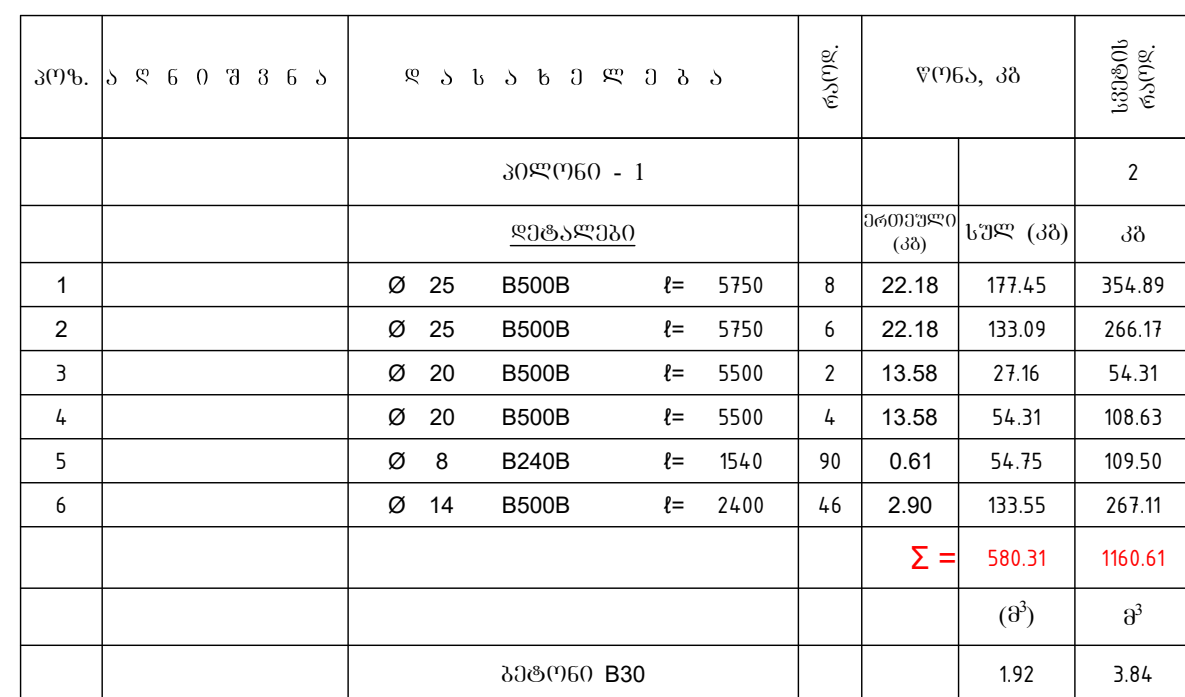 პოზ. ა ღ ნ ი შ ვ ნ ა დ ა ს ა ხ ე ლ ე ბ ა რაოდ. წონა, კგ სვეტის რაოდ.
პილონი - 1 2
დეტალები ერთეული (კგ) სულ (კგ) კგ
1 Ø 25 B500B ℓ= 5750 8 22.18 177.45 354.89
2 Ø 25 B500B ℓ= 5750 6 22.18 133.09 266.17
3 Ø 20 B500B ℓ= 5500 2 13.58 27.16 54.31
4 Ø 20 B500B ℓ= 5500 4 13.58 54.31 108.63
5 Ø 8 B240B ℓ= 1540 90 0.61 54.75 109.50
6 Ø 14 B500B ℓ= 2400 46 2.90 133.55 267.11
Σ = 580.31 1160.61
(მ³) მ³
ბეტონი B30 1.92 3.84